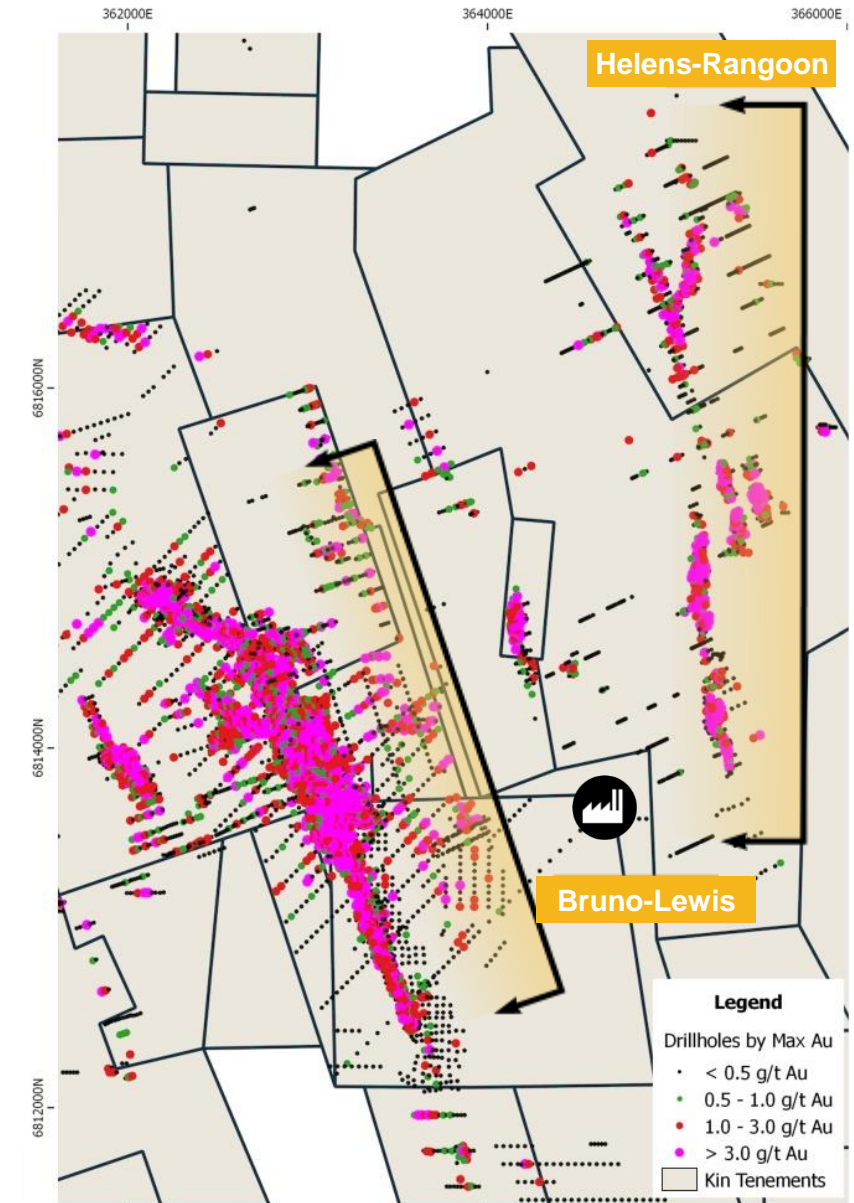 362000E
364000E
366000E
Helens-Rangoon
6816000N
6814000N
Bruno-Lewis
6812000N
Legend
Drillholes by Max Au
< 0.5 g/t Au
0.5 - 1.0 g/t Au
1.0 - 3.0 g/t Au
> 3.0 g/t Au
Kin Tenements